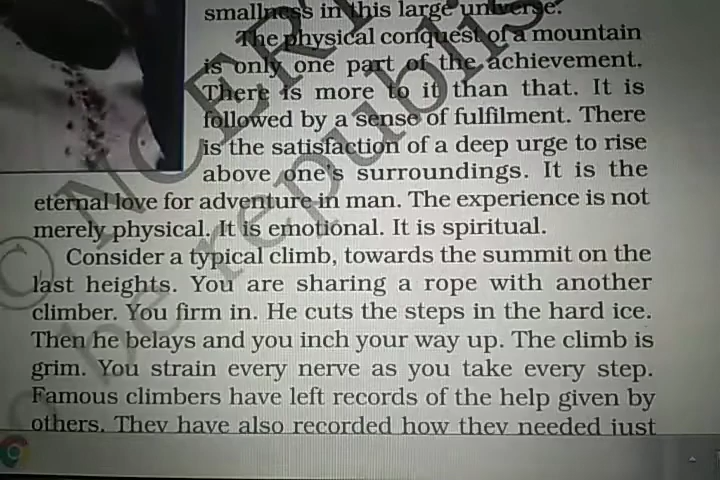 smallness in this large universe.
The physical conquest of a mountain
is only one part of the achievement.
There is more to it than that. It is
followed by a sense of fulfilment. There
is the satisfaction of a deep urge to rise
above one's surroundings. It is the
eternal love for adventure in man. The experience is not
merely physical. It is emotional. It is spiritual.
Consider a typical climb, towards the summit on the
last heights. You are sharing a rope with another
climber. You firm in. He cuts the steps in the hard ice.
Then he belays and you inch your way up. The climb is
grim. You strain every nerve as you take every step.
Famous climbers have left records of the help given by
others. They have also recorded how they needed just
© NCERT
o be republis